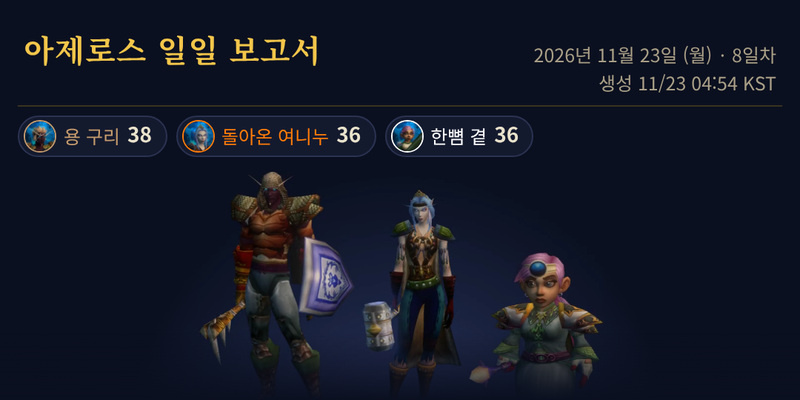 아제로스 일일 보고서
2026년 11월 23일 (월) · 8일차
생성 11/23 04:54 KST
용 구리 38
돌아온 여니누 36
한뼘 곁 36